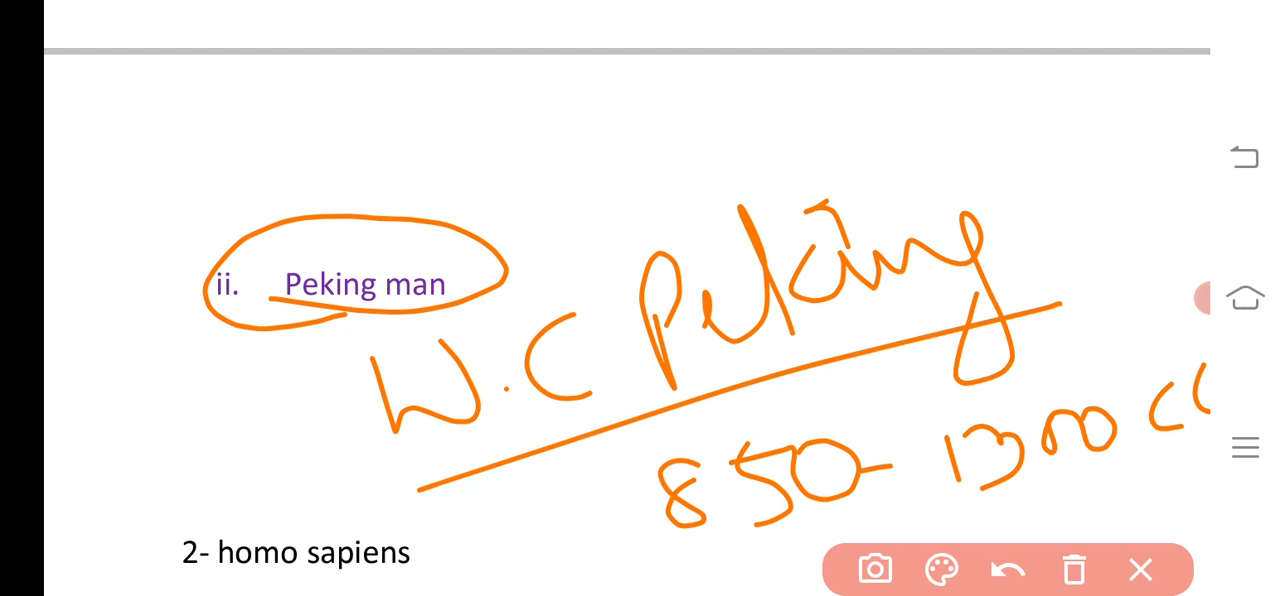 ii. Peking man
W.C Peking
850-1300 cc
2- homo sapiens